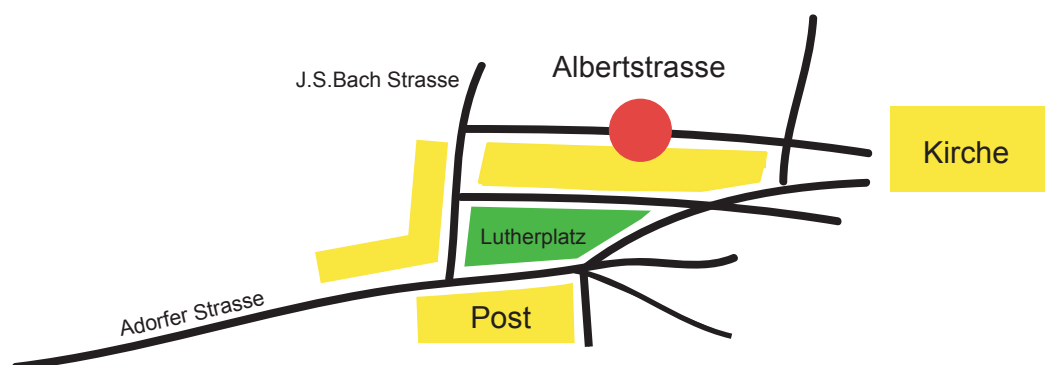 Albertstrasse
J.S.Bach Strasse
Kirche
Lutherplatz
Adorfer Strasse
Post